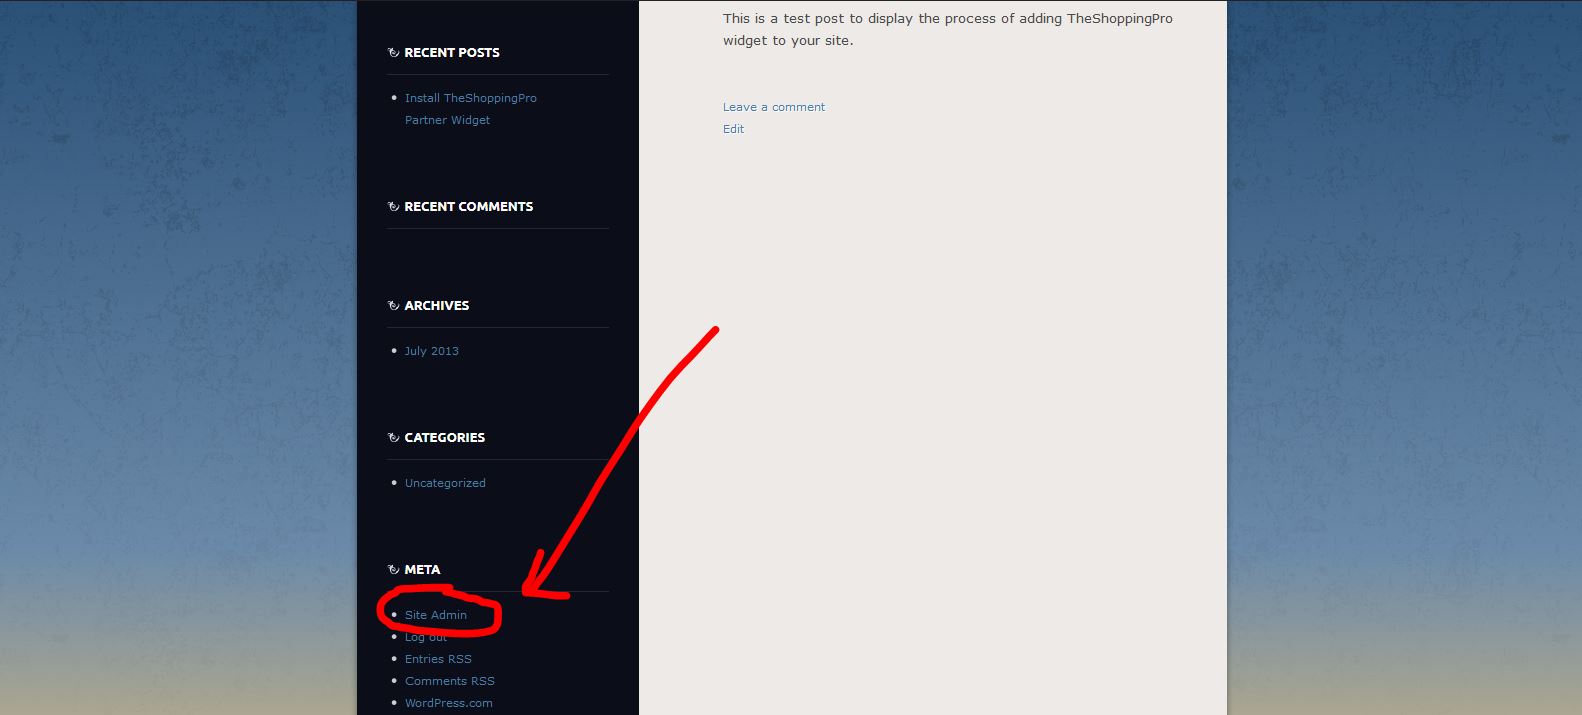 RECENT POSTS
Install TheShoppingPro
Partner Widget
RECENT COMMENTS
ARCHIVES
July 2013
CATEGORIES
Uncategorized
META
Site Admin
Log out
Entries RSS
Comments RSS
WordPress.com
This is a test post to display the process of adding TheShoppingPro
widget to your site.
Leave a comment
Edit